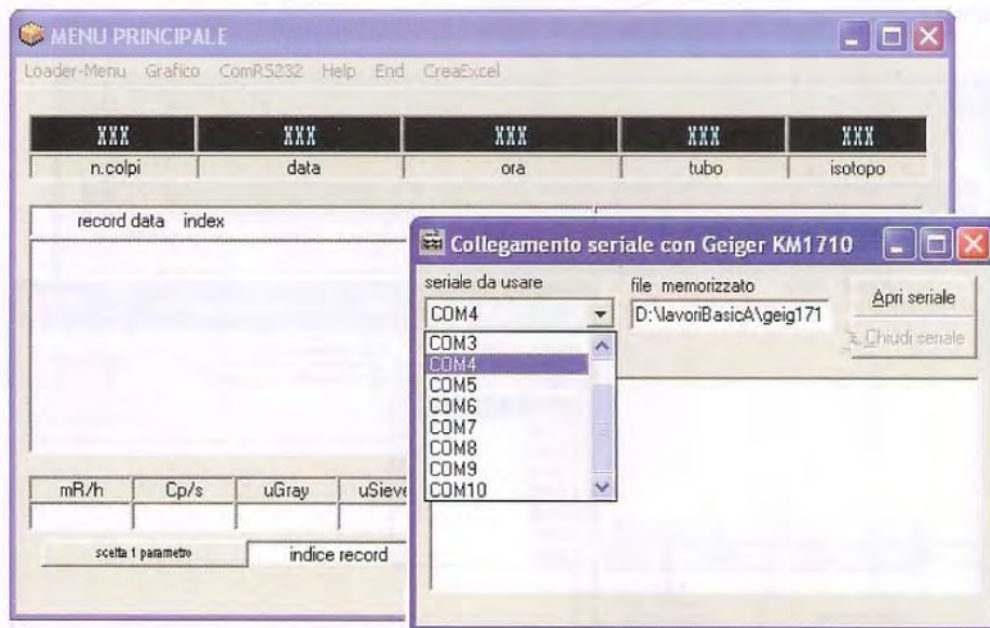 MENU PRINCIPALE
Loader-Menu Grafico ComRS232 Help End CreaExcel
XXX XXX XXX XXX XXX
n.colpi data ora tubo isotopo
record data index
mR/h Cp/s uGray uSieve
scelta 1 parametro indice record
Collegamento seriale con Geiger KM1710
seriale da usare file memorizzato Apri seriale
COM4 D:\lavoriBasicA\geig171
Chiudi seriale
COM3
COM4
COM5
COM6
COM7
COM8
COM9
COM10